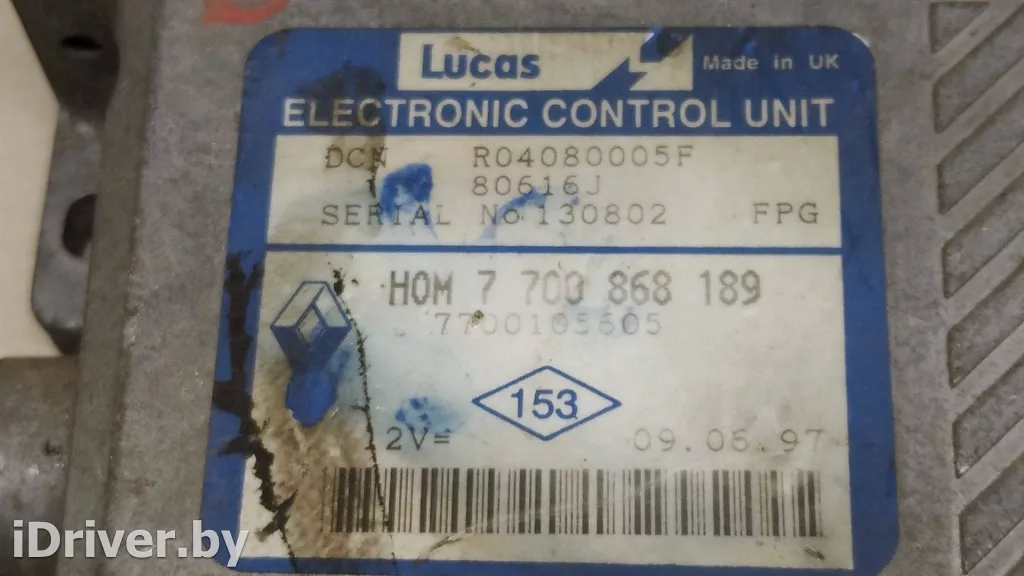 Lucas Made in UK
ELECTRONIC CONTROL UNIT
DCN R04080005F
80616J
SERIAL No 130802 FPG
HOM 7 700 868 189
7700105605
153
2V= 09.06.97
iDriver.by